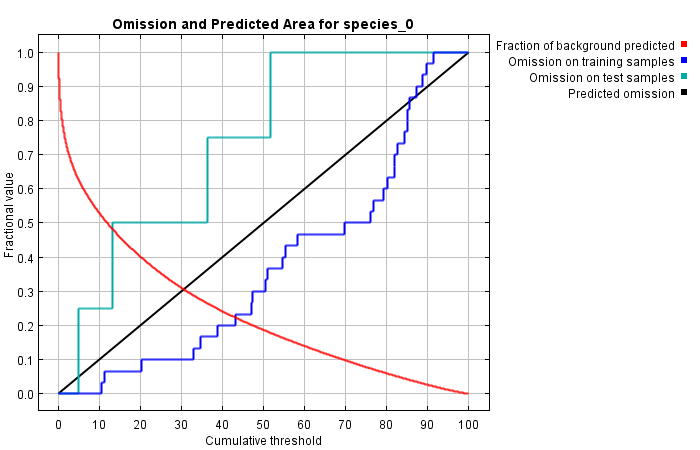 Omission and Predicted Area for species_0
Fraction of background predicted
Omission on training samples
Omission on test samples
Predicted omission
Fractional value
1.0
0.9
0.8
0.7
0.6
0.5
0.4
0.3
0.2
0.1
0.0
0 10 20 30 40 50 60 70 80 90 100
Cumulative threshold